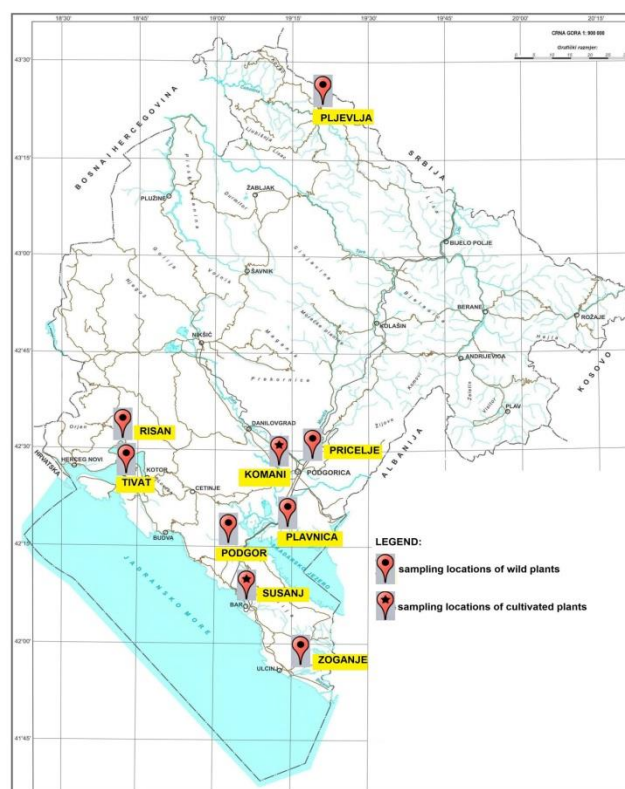 18°30' 18°45' 19°00' 19°15' 19°30' 19°45' 20°00' 20°15'
CRNA GORA 1: 900 000
Grafički razmjer:
43°30'
PLJEVLJA
BOSNA I HERCEGOVINA
SRBIJA
43°15'
ŽABLJAK
PLUŽINE
BIJELO POLJE
43°00'
ŠAVNIK
BERANE
ROŽAJE
KOLAŠIN
NIKŠIĆ
42°45'
ANDRIJEVICA
KOSOVO
Prekornica
PLAV
RISAN
DANILOVGRAD
PRICELJE
ALBANIJA
42°30'
KOMANI
PODGORICA
HERCEG NOVI
HRVATSKA
TIVAT
KOTOR
CETINJE
PLAVNICA
PODGOR
BUDVA
42°15'
LEGEND:
sampling locations of wild plants
JADRANSKO MORE
SUSANJ
BAR
sampling locations of cultivated plants
42°00'
ZOGANJE
ULCINJ
41°45'